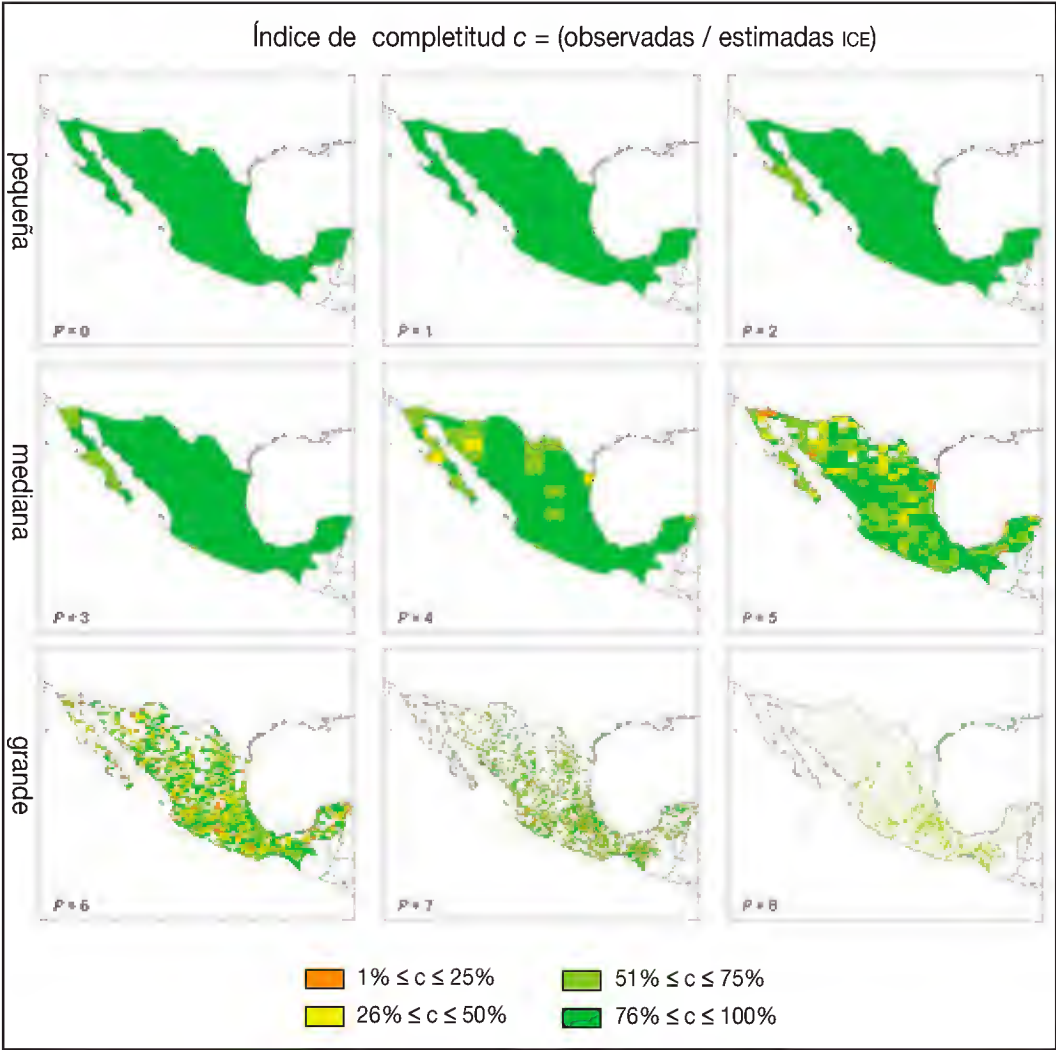 Índice de completitud c = (observadas / estimadas ICE)
pequeña
P = 0
P = 1
P = 2
mediana
P = 3
P = 4
P = 5
grande
P = 6
P = 7
P = 8
1% ≤ c ≤ 25%
51% ≤ c ≤ 75%
26% ≤ c ≤ 50%
76% ≤ c ≤ 100%